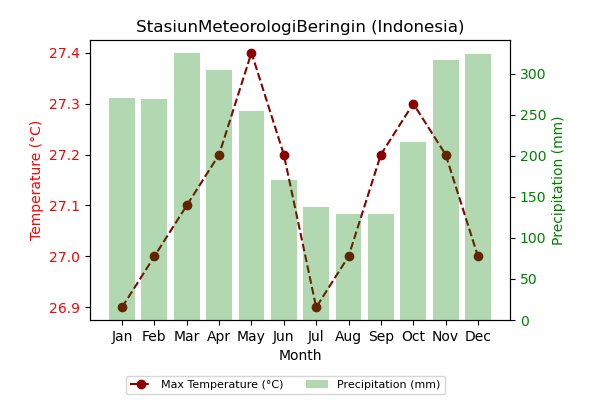 StasiunMeteorologiBeringin (Indonesia)
27.4
27.3
27.2
27.1
27.0
26.9
Temperature (°C)
300
250
200
150
100
50
0
Precipitation (mm)
Jan Feb Mar Apr May Jun Jul Aug Sep Oct Nov Dec
Month
Max Temperature (°C) Precipitation (mm)